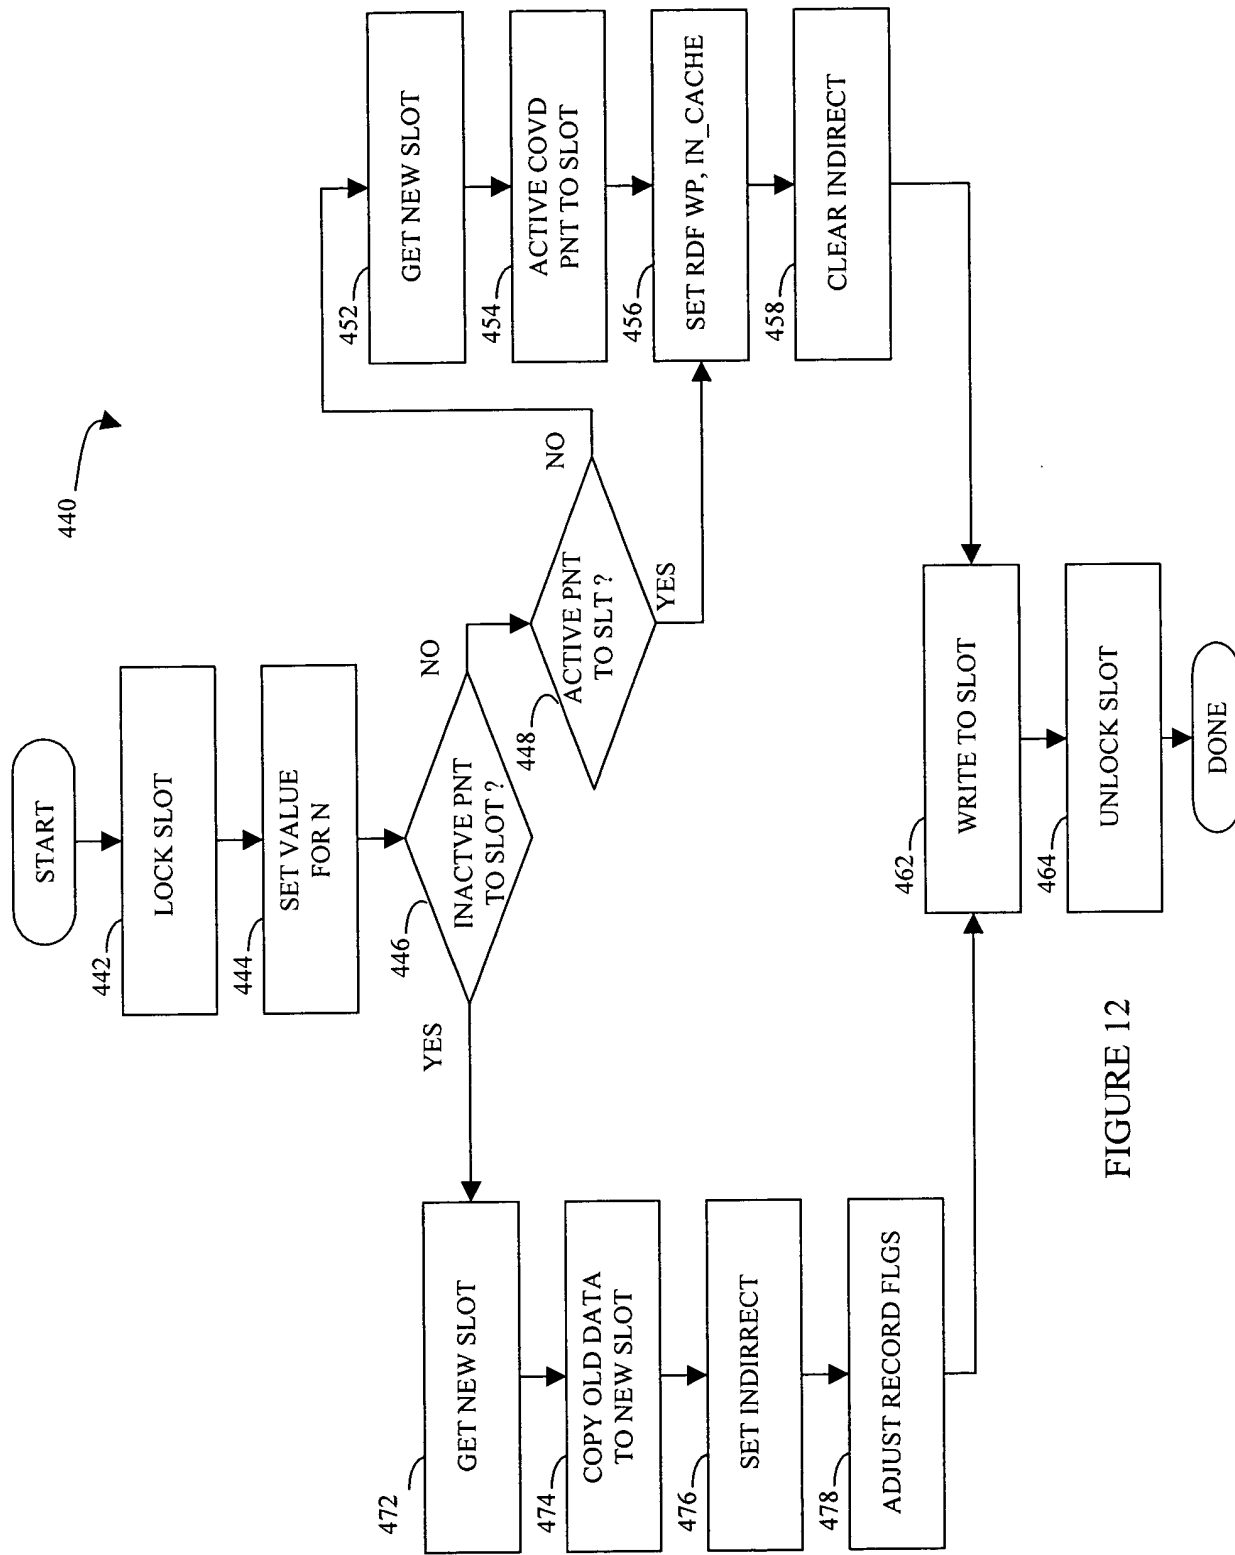 440
START
LOCK SLOT
442
SET VALUE
FOR N
444
INACTVE PNT
TO SLOT ?
446
YES
NO
ACTIVE PNT
TO SLT ?
448
NO
YES
GET NEW SLOT
452
ACTIVE COVD
PNT TO SLOT
454
SET RDF WP, IN_CACHE
456
CLEAR INDIRECT
458
GET NEW SLOT
472
COPY OLD DATA
TO NEW SLOT
474
SET INDIRRECT
476
ADJUST RECORD FLGS
478
WRITE TO SLOT
462
UNLOCK SLOT
464
DONE
FIGURE 12